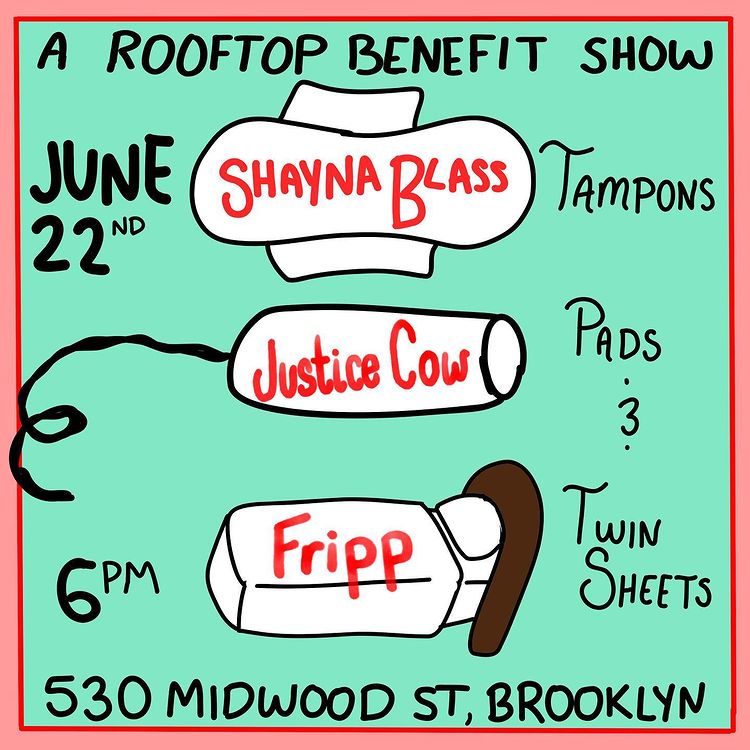 A ROOFTOP BENEFIT SHOW
JUNE
22ND
SHAYNA BLASS
TAMPONS
Justice Cow
PADS
&
Fripp
TWIN
SHEETS
6PM
530 MIDWOOD ST, BROOKLYN